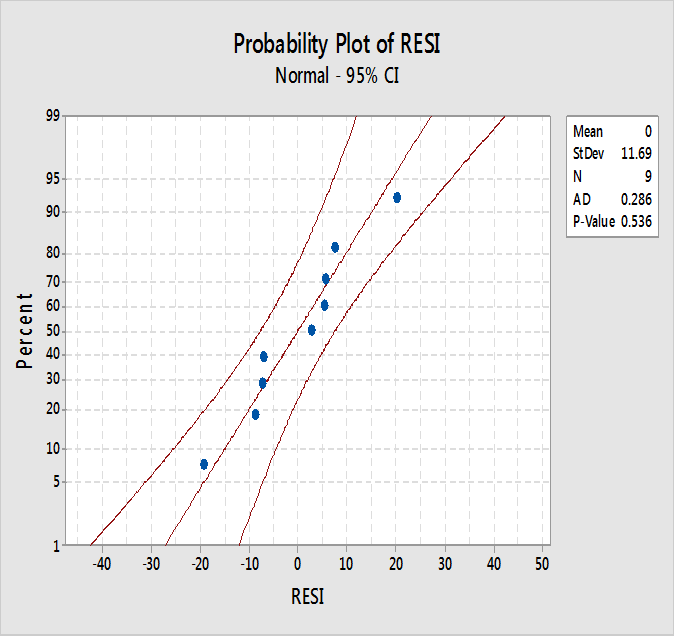 Probability Plot of RESI
Normal - 95% CI
Mean 0
StDev 11.69
N 9
AD 0.286
P-Value 0.536
Percent
99
95
90
80
70
60
50
40
30
20
10
5
1
-40 -30 -20 -10 0 10 20 30 40 50
RESI